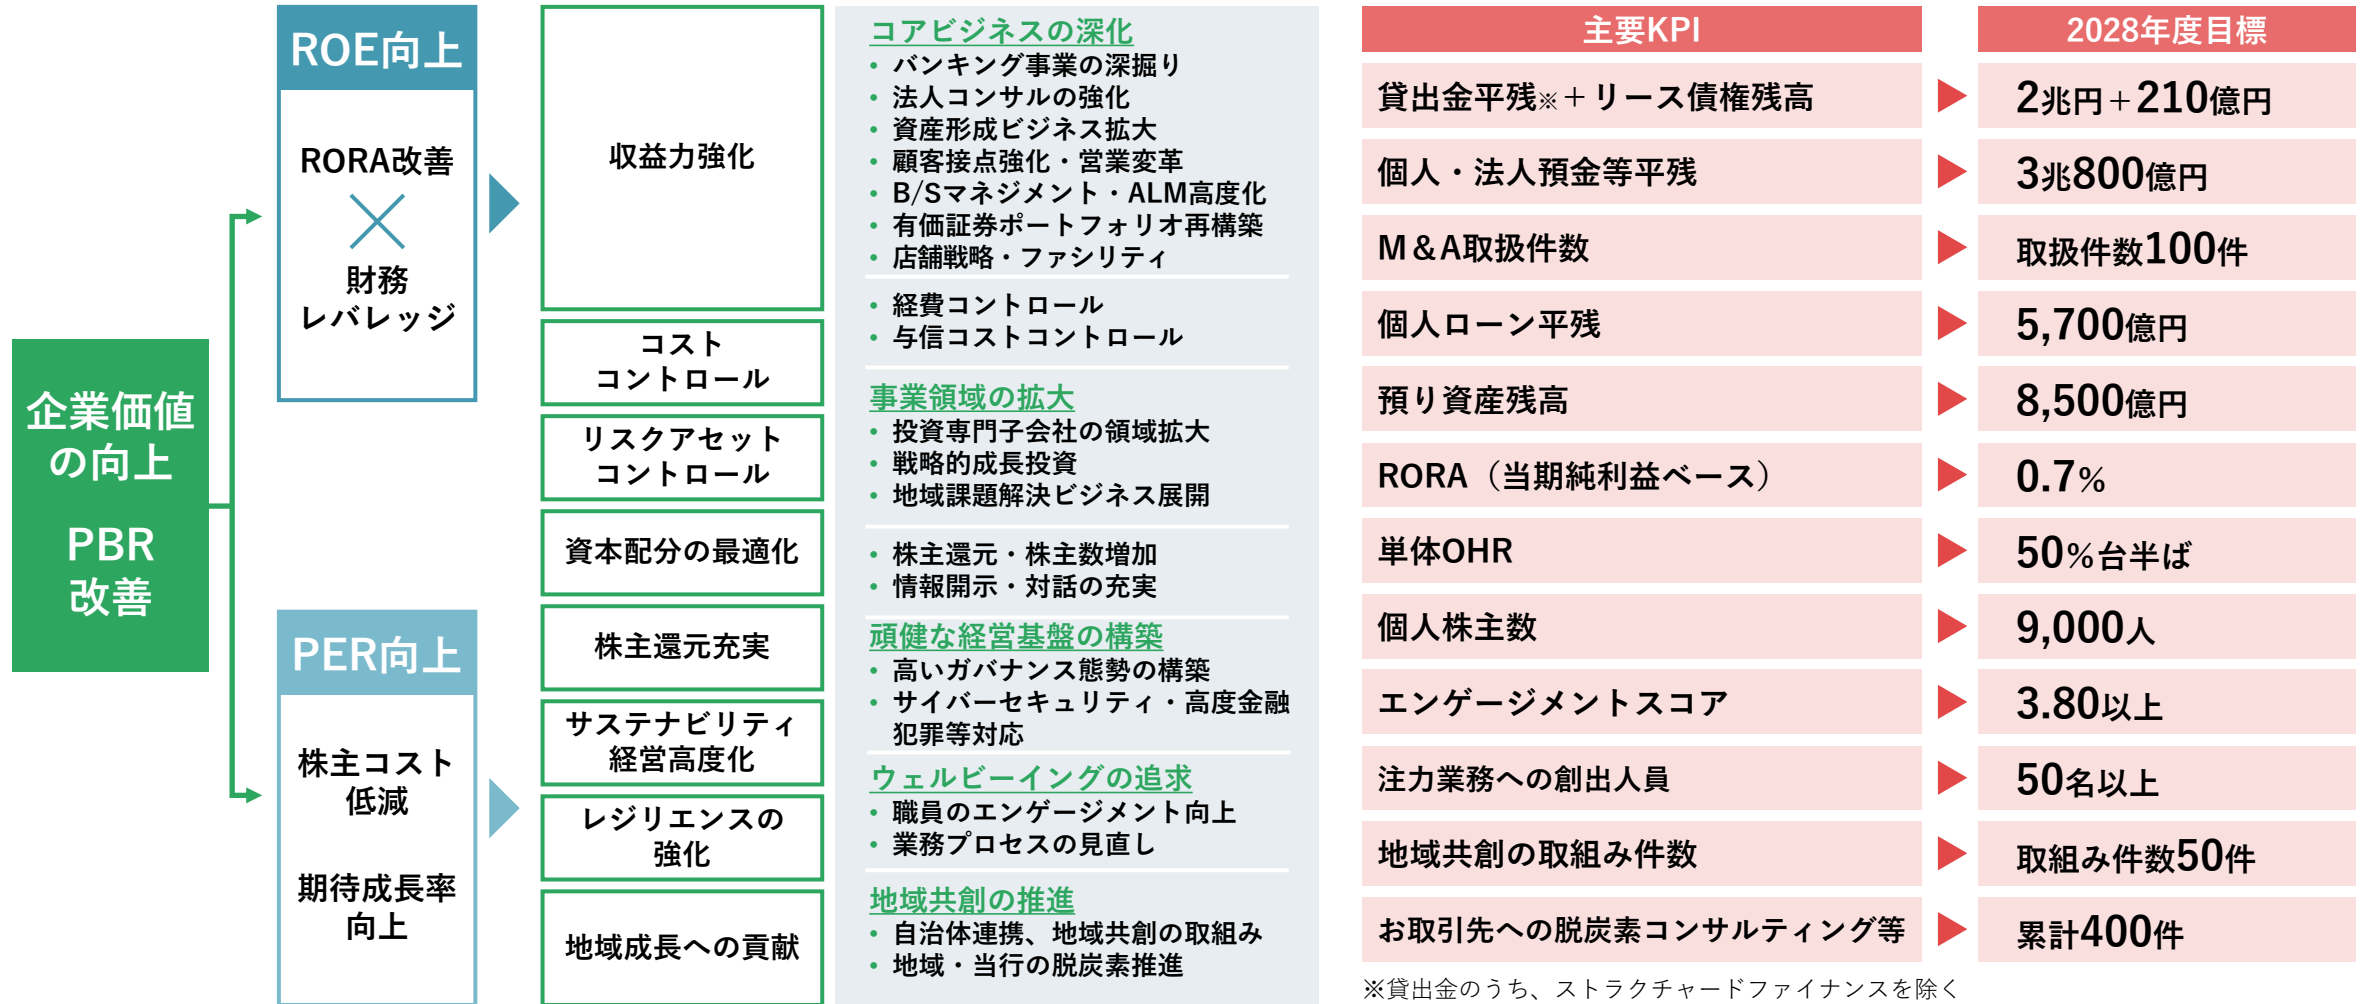 企業価値
の向上
PBR
改善
ROE向上
RORA改善
×
財務
レバレッジ
PER向上
株主コスト
低減
期待成長率
向上
収益力強化
コスト
コントロール
リスクアセット
コントロール
資本配分の最適化
株主還元充実
サステナビリティ
経営高度化
レジリエンスの
強化
地域成長への貢献
コアビジネスの深化
• バンキング事業の深掘り
• 法人コンサルの強化
• 資産形成ビジネス拡大
• 顧客接点強化・営業変革
• B/Sマネジメント・ALM高度化
• 有価証券ポートフォリオ再構築
• 店舗戦略・ファシリティ
• 経費コントロール
• 与信コストコントロール
事業領域の拡大
• 投資専門子会社の領域拡大
• 戦略的成長投資
• 地域課題解決ビジネス展開
• 株主還元・株主数増加
• 情報開示・対話の充実
頑健な経営基盤の構築
• 高いガバナンス態勢の構築
• サイバーセキュリティ・高度金融
犯罪等対応
ウェルビーイングの追求
• 職員のエンゲージメント向上
• 業務プロセスの見直し
地域共創の推進
• 自治体連携、地域共創の取組み
• 地域・当行の脱炭素推進
主要KPI 2028年度目標
貸出金平残※＋リース債権残高 2兆円＋210億円
個人・法人預金等平残 3兆800億円
M＆A取扱件数 取扱件数100件
個人ローン平残 5,700億円
預り資産残高 8,500億円
RORA（当期純利益ベース） 0.7％
単体OHR 50％台半ば
個人株主数 9,000人
エンゲージメントスコア 3.80以上
注力業務への創出人員 50名以上
地域共創の取組み件数 取組み件数50件
お取引先への脱炭素コンサルティング等 累計400件
※貸出金のうち、ストラクチャードファイナンスを除く